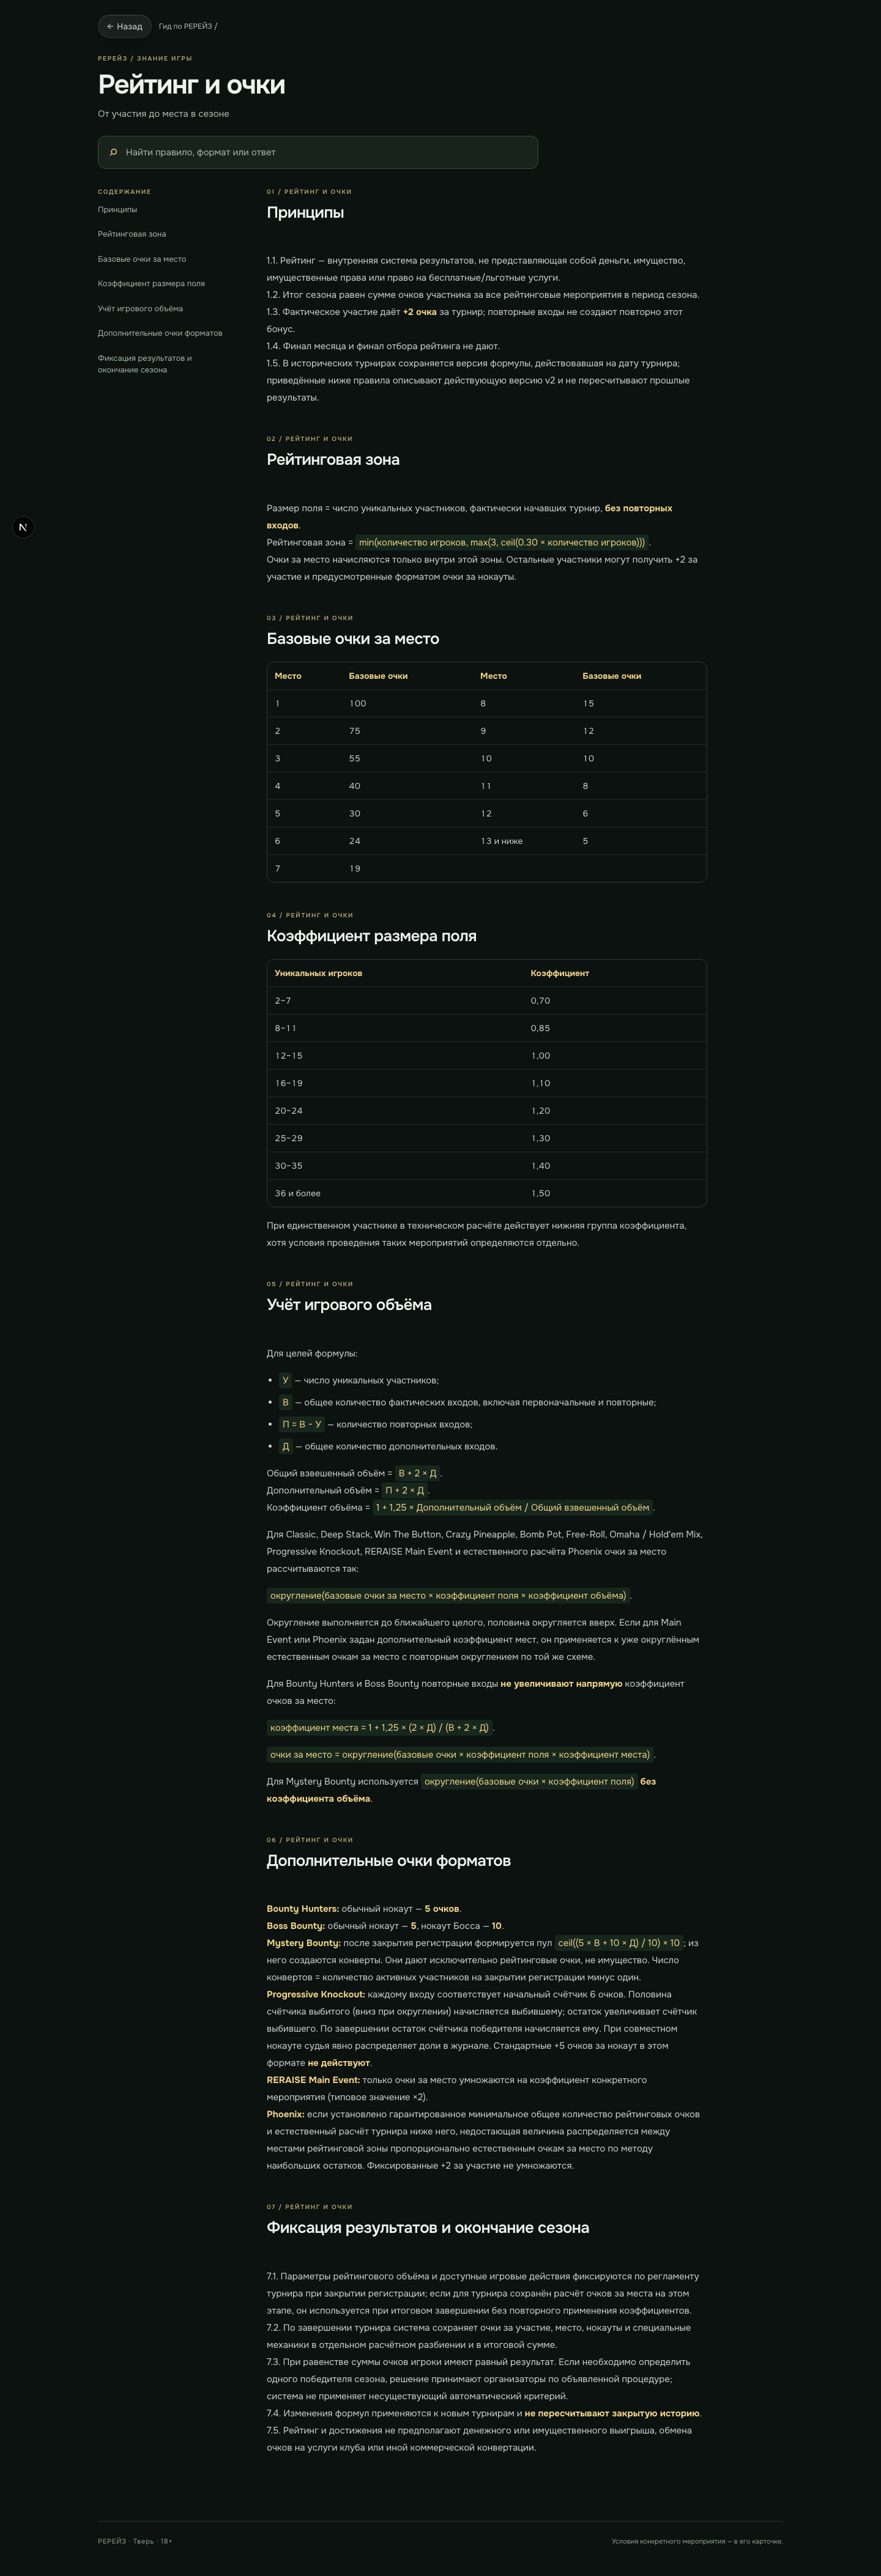 ← Назад
Гид по РЕРЕЙЗ /
РЕРЕЙЗ / ЗНАНИЕ ИГРЫ
Рейтинг и очки
От участия до места в сезоне
Найти правило, формат или ответ
СОДЕРЖАНИЕ
Принципы
Рейтинговая зона
Базовые очки за место
Коэффициент размера поля
Учёт игрового объёма
Дополнительные очки форматов
Фиксация результатов и
окончание сезона
N
01 / РЕЙТИНГ И ОЧКИ
Принципы
1.1. Рейтинг — внутренняя система результатов, не представляющая собой деньги, имущество,
имущественные права или право на бесплатные/льготные услуги.
1.2. Итог сезона равен сумме очков участника за все рейтинговые мероприятия в период сезона.
1.3. Фактическое участие даёт +2 очка за турнир; повторные входы не создают повторно этот
бонус.
1.4. Финал месяца и финал отбора рейтинга не дают.
1.5. В исторических турнирах сохраняется версия формулы, действовавшая на дату турнира;
приведённые ниже правила описывают действующую версию v2 и не пересчитывают прошлые
результаты.
02 / РЕЙТИНГ И ОЧКИ
Рейтинговая зона
Размер поля = число уникальных участников, фактически начавших турнир, без повторных
входов.
Рейтинговая зона = min(количество игроков, max(3, ceil(0.30 × количество игроков))).
Очки за место начисляются только внутри этой зоны. Остальные участники могут получить +2 за
участие и предусмотренные форматом очки за нокауты.
03 / РЕЙТИНГ И ОЧКИ
Базовые очки за место
Место Базовые очки Место Базовые очки
1 100 8 15
2 75 9 12
3 55 10 10
4 40 11 8
5 30 12 6
6 24 13 и ниже 5
7 19
04 / РЕЙТИНГ И ОЧКИ
Коэффициент размера поля
Уникальных игроков Коэффициент
2–7 0,70
8–11 0,85
12–15 1,00
16–19 1,10
20–24 1,20
25–29 1,30
30–35 1,40
36 и более 1,50
При единственном участнике в техническом расчёте действует нижняя группа коэффициента,
хотя условия проведения таких мероприятий определяются отдельно.
05 / РЕЙТИНГ И ОЧКИ
Учёт игрового объёма
Для целей формулы:
• У — число уникальных участников;
• В — общее количество фактических входов, включая первоначальные и повторные;
• П = В − У — количество повторных входов;
• Д — общее количество дополнительных входов.
Общий взвешенный объём = В + 2 × Д.
Дополнительный объём = П + 2 × Д.
Коэффициент объёма = 1 + 1,25 × Дополнительный объём / Общий взвешенный объём.
Для Classic, Deep Stack, Win The Button, Crazy Pineapple, Bomb Pot, Free-Roll, Omaha / Hold'em Mix,
Progressive Knockout, RERAISE Main Event и естественного расчёта Phoenix очки за место
рассчитываются так:
округление(базовые очки за место × коэффициент поля × коэффициент объёма).
Округление выполняется до ближайшего целого, половина округляется вверх. Если для Main
Event или Phoenix задан дополнительный коэффициент мест, он применяется к уже округлённым
естественным очкам за место с повторным округлением по той же схеме.
Для Bounty Hunters и Boss Bounty повторные входы не увеличивают напрямую коэффициент
очков за место:
коэффициент места = 1 + 1,25 × (2 × Д) / (В + 2 × Д).
очки за место = округление(базовые очки × коэффициент поля × коэффициент места).
Для Mystery Bounty используется округление(базовые очки × коэффициент поля) без
коэффициента объёма.
06 / РЕЙТИНГ И ОЧКИ
Дополнительные очки форматов
Bounty Hunters: обычный нокаут — 5 очков.
Boss Bounty: обычный нокаут — 5, нокаут Босса — 10.
Mystery Bounty: после закрытия регистрации формируется пул ceil((5 × В + 10 × Д) / 10) × 10; из
него создаются конверты. Они дают исключительно рейтинговые очки, не имущество. Число
конвертов = количество активных участников на закрытии регистрации минус один.
Progressive Knockout: каждому входу соответствует начальный счётчик 6 очков. Половина
счётчика выбитого (вниз при округлении) начисляется выбившему; остаток увеличивает счётчик
выбившего. По завершении остаток счётчика победителя начисляется ему. При совместном
нокауте судья явно распределяет доли в журнале. Стандартные +5 очков за нокаут в этом
формате не действуют.
RERAISE Main Event: только очки за место умножаются на коэффициент конкретного
мероприятия (типовое значение ×2).
Phoenix: если установлено гарантированное минимальное общее количество рейтинговых очков
и естественный расчёт турнира ниже него, недостающая величина распределяется между
местами рейтинговой зоны пропорционально естественным очкам за место по методу
наибольших остатков. Фиксированные +2 за участие не умножаются.
07 / РЕЙТИНГ И ОЧКИ
Фиксация результатов и окончание сезона
7.1. Параметры рейтингового объёма и доступные игровые действия фиксируются по регламенту
турнира при закрытии регистрации; если для турнира сохранён расчёт очков за места на этом
этапе, он используется при итоговом завершении без повторного применения коэффициентов.
7.2. По завершении турнира система сохраняет очки за участие, место, нокауты и специальные
механики в отдельном расчётном разбиении и в итоговой сумме.
7.3. При равенстве суммы очков игроки имеют равный результат. Если необходимо определить
одного победителя сезона, решение принимают организаторы по объявленной процедуре;
система не применяет несуществующий автоматический критерий.
7.4. Изменения формул применяются к новым турнирам и не пересчитывают закрытую историю.
7.5. Рейтинг и достижения не предполагают денежного или имущественного выигрыша, обмена
очков на услуги клуба или иной коммерческой конвертации.
РЕРЕЙЗ · Тверь · 18+
Условия конкретного мероприятия — в его карточке.